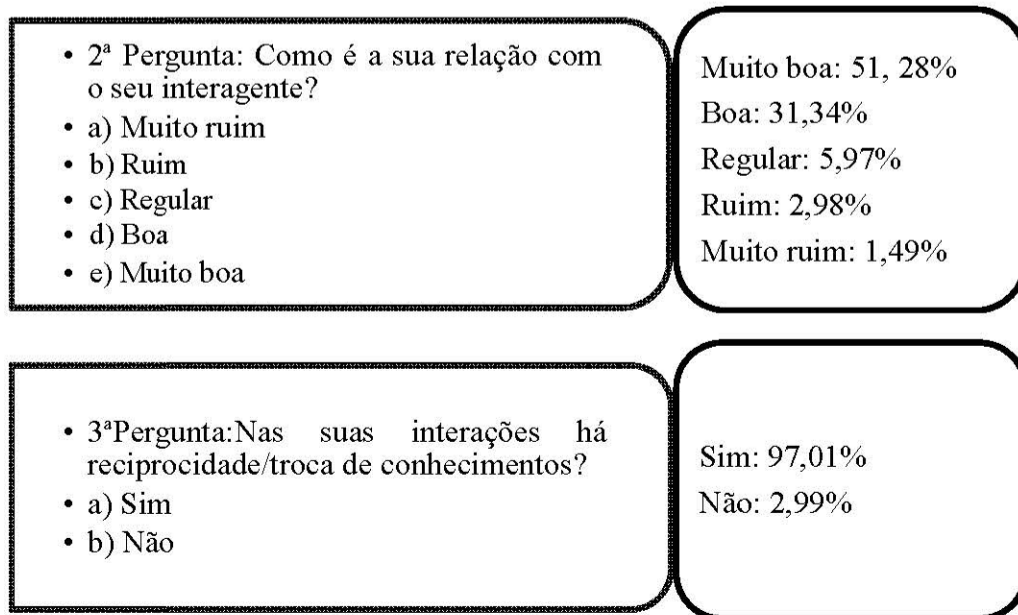 • 2ª Pergunta: Como é a sua relação com
o seu interagente?
• a) Muito ruim
• b) Ruim
• c) Regular
• d) Boa
• e) Muito boa
Muito boa: 51, 28%
Boa: 31,34%
Regular: 5,97%
Ruim: 2,98%
Muito ruim: 1,49%
• 3ªPergunta:Nas suas interações há
reciprocidade/troca de conhecimentos?
• a) Sim
• b) Não
Sim: 97,01%
Não: 2,99%